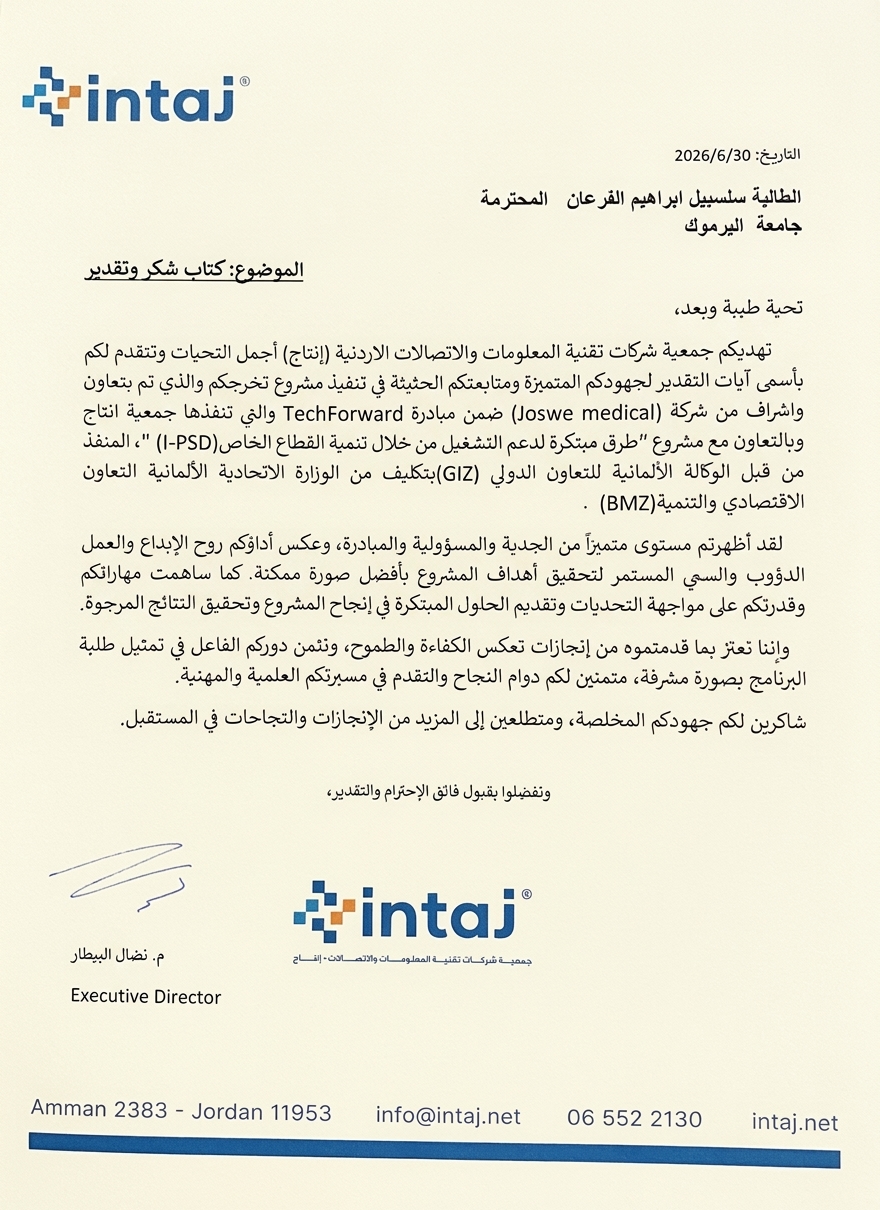 intaj®
التاريخ: 2026/6/30
الطالبة سلسبيل ابراهيم القرعان المحترمة
جامعة اليرموك
الموضوع: كتاب شكر وتقدير
تحية طيبة وبعد،
تهديكم جمعية شركات تقنية المعلومات والاتصالات الاردنية (إنتاج) أجمل التحيات وتتقدم لكم
بأسمى آيات التقدير لجهودكم المتميزة ومتابعتكم الحثيثة في تنفيذ مشروع تخرجكم والذي تم بتعاون
واشراف من شركة (Joswe medical) ضمن مبادرة TechForward والتي تنفذها جمعية انتاج
وبالتعاون مع مشروع "طرق مبتكرة لدعم التشغيل من خلال تنمية القطاع الخاص(I-PSD) "، المنفذ
من قبل الوكالة الألمانية للتعاون الدولي (GIZ)بتكليف من الوزارة الاتحادية الألمانية التعاون
الاقتصادي والتنمية(BMZ) .
لقد أظهرتم مستوى متميزاً من الجدية والمسؤولية والمبادرة، وعكس أداؤكم روح الإبداع والعمل
الدؤوب والسعي المستمر لتحقيق أهداف المشروع بأفضل صورة ممكنة. كما ساهمت مهاراتكم
وقدرتكم على مواجهة التحديات وتقديم الحلول المبتكرة في إنجاح المشروع وتحقيق النتائج المرجوة.
وإننا نعتز بما قدمتموه من إنجازات تعكس الكفاءة والطموح، ونثمن دوركم الفاعل في تمثيل طلبة
البرنامج بصورة مشرفة، متمنين لكم دوام النجاح والتقدم في مسيرتكم العلمية والمهنية.
شاكرين لكم جهودكم المخلصة، ومتطلعين إلى المزيد من الإنجازات والنجاحات في المستقبل.
وتفضلوا بقبول فائق الإحترام والتقدير،
intaj®
جمعية شركات تقنية المعلومات والاتصالات - إنتاج
م. نضال البيطار
Executive Director
Amman 2383 - Jordan 11953 info@intaj.net 06 552 2130 intaj.net